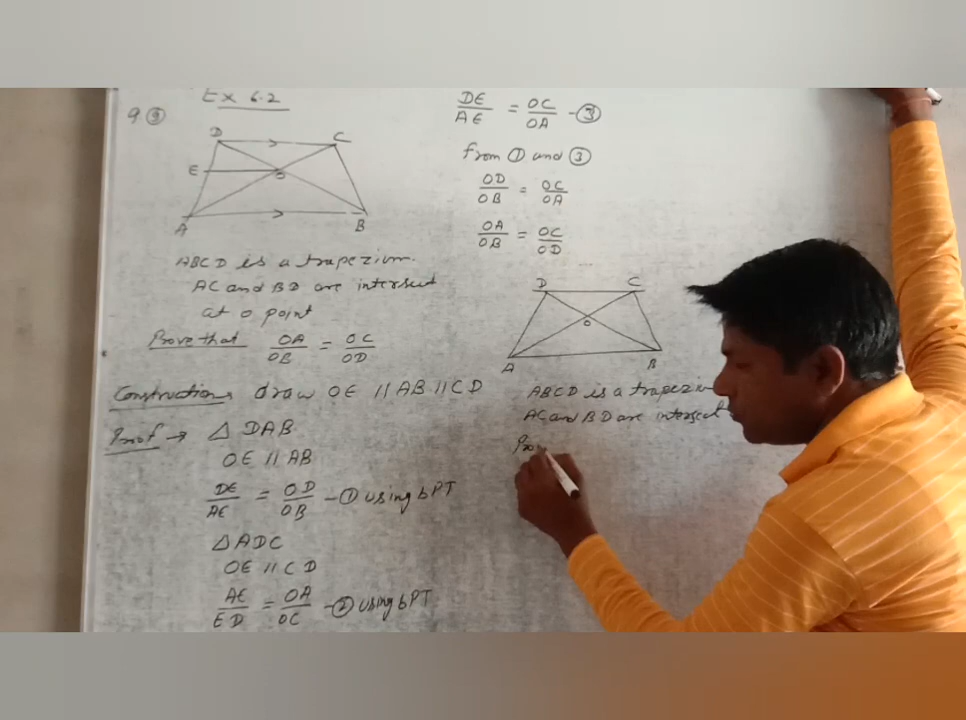 Ex 6.2
9 ⑨
D C
E O
A B
ABCD is a trapezium.
AC and BD are intersect
at o point
Prove that OA/OB = OC/OD
Construction, draw OE // AB // CD
Prof → △ DAB
OE // AB
DE/AE = OD/OB - ① using bPT
△ADC
OE // CD
AE/ED = OA/OC - ② using bPT
DE/AE = OC/OA - ③
from ① and ③
OD/OB = OC/OA
OA/OB = OC/OD
D C
O
A B
ABCD is a
AC and BD are intersect